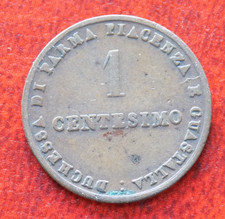 DUCHESSA DI PARMA PIACENZA E GUASTALLA
1
CENTESIMO